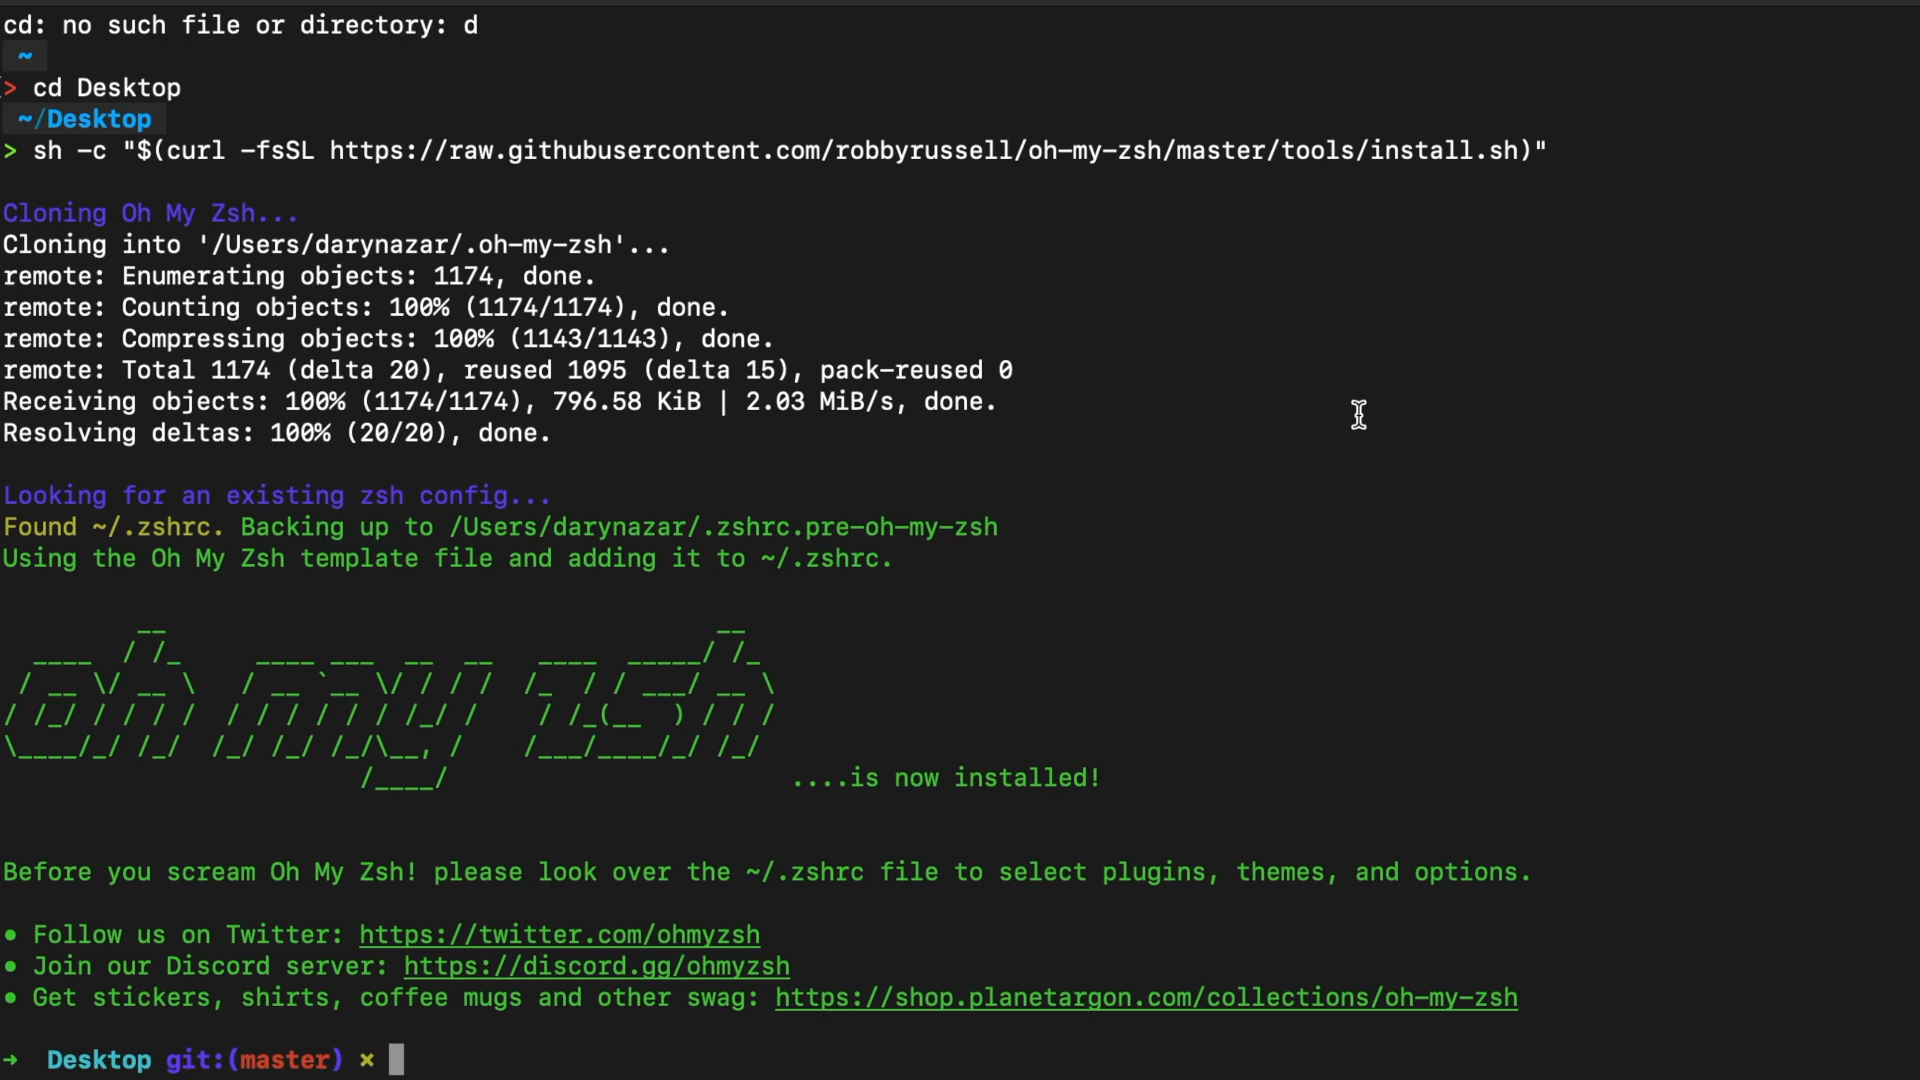 cd: no such file or directory: d
~
> cd Desktop
~/Desktop
> sh -c "$(curl -fsSL https://raw.githubusercontent.com/robbyrussell/oh-my-zsh/master/tools/install.sh)"
Cloning Oh My Zsh...
Cloning into '/Users/darynazar/.oh-my-zsh'...
remote: Enumerating objects: 1174, done.
remote: Counting objects: 100% (1174/1174), done.
remote: Compressing objects: 100% (1143/1143), done.
remote: Total 1174 (delta 20), reused 1095 (delta 15), pack-reused 0
Receiving objects: 100% (1174/1174), 796.58 KiB | 2.03 MiB/s, done.
Resolving deltas: 100% (20/20), done.
Looking for an existing zsh config...
Found ~/.zshrc. Backing up to /Users/darynazar/.zshrc.pre-oh-my-zsh
Using the Oh My Zsh template file and adding it to ~/.zshrc.
oh my zsh
....is now installed!
Before you scream Oh My Zsh! please look over the ~/.zshrc file to select plugins, themes, and options.
• Follow us on Twitter: https://twitter.com/ohmyzsh
• Join our Discord server: https://discord.gg/ohmyzsh
• Get stickers, shirts, coffee mugs and other swag: https://shop.planetargon.com/collections/oh-my-zsh
→ Desktop git:(master) ×